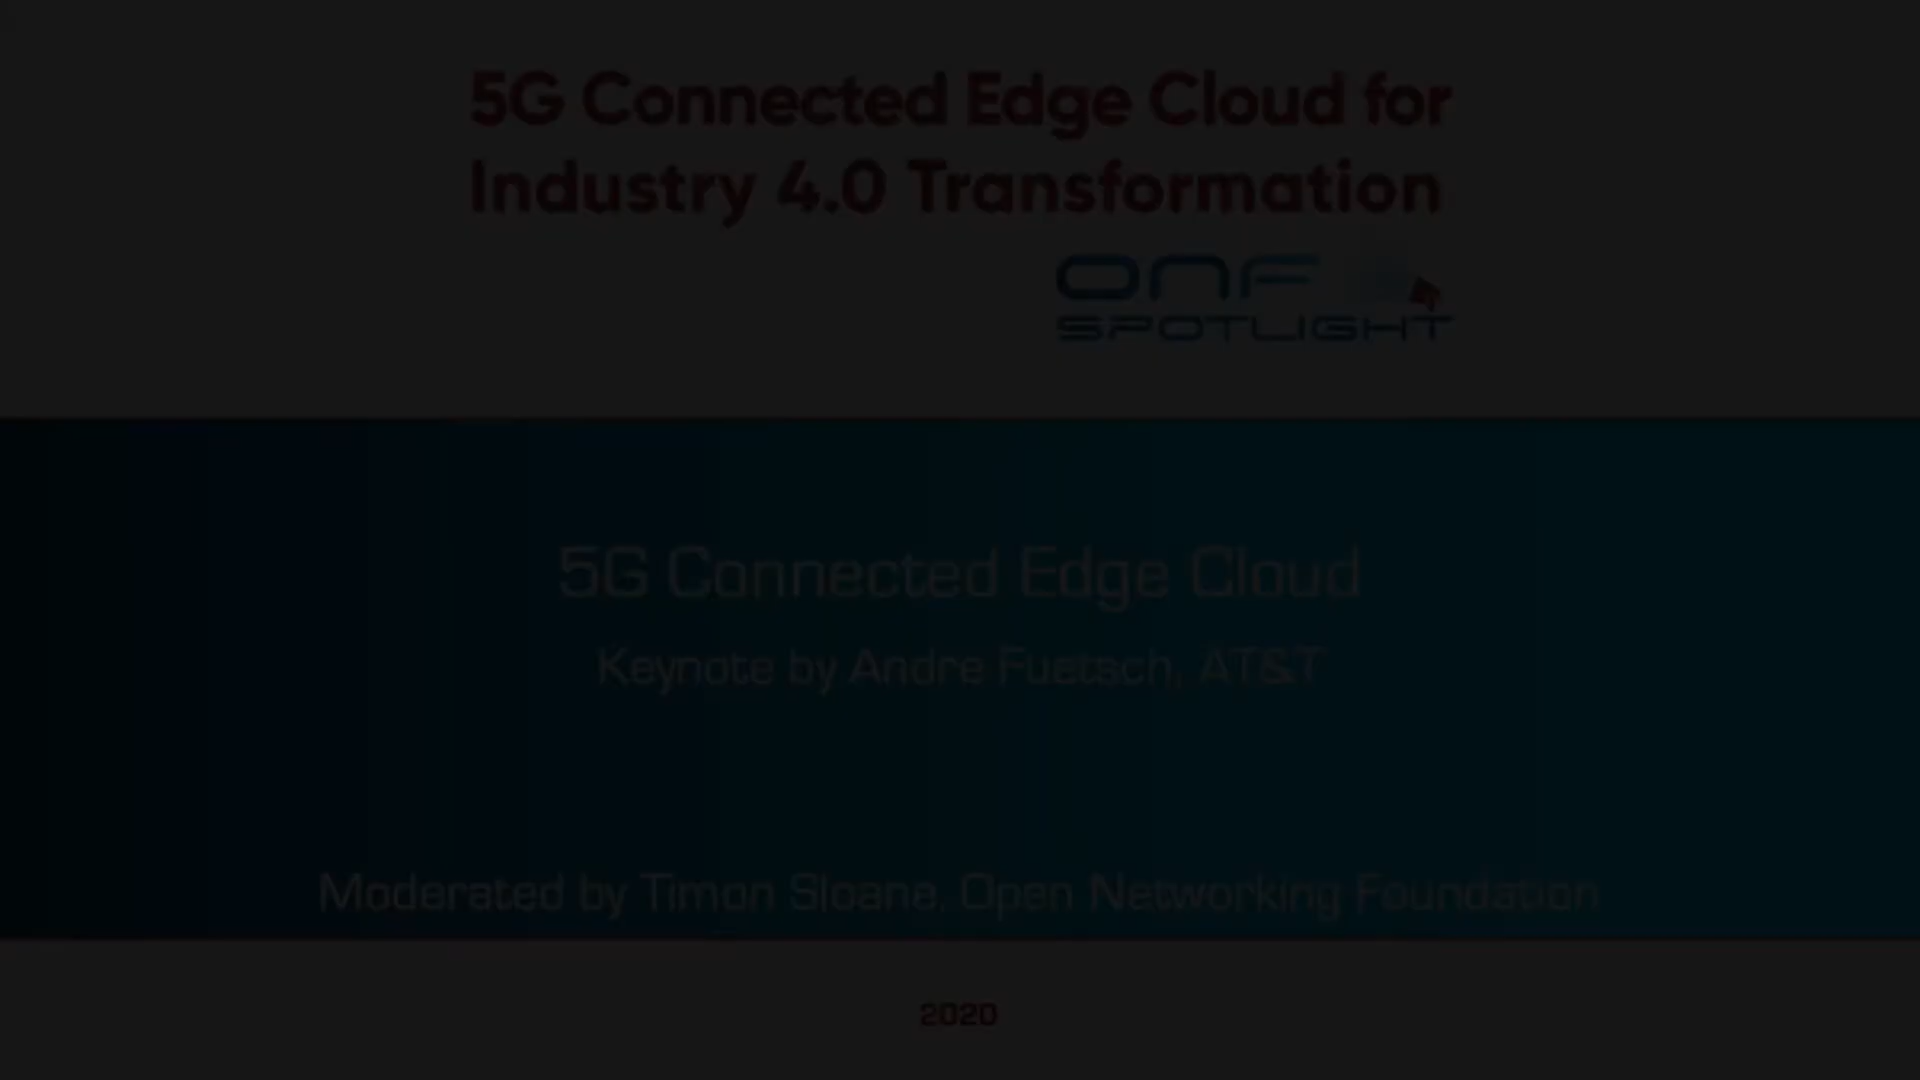 5G Connected Edge Cloud for
Industry 4.0 Transformation
ONF
SPOTLIGHT
5G Connected Edge Cloud
Keynote by Andre Fuetsch, AT&T
Moderated by Timon Sloane, Open Networking Foundation
2020